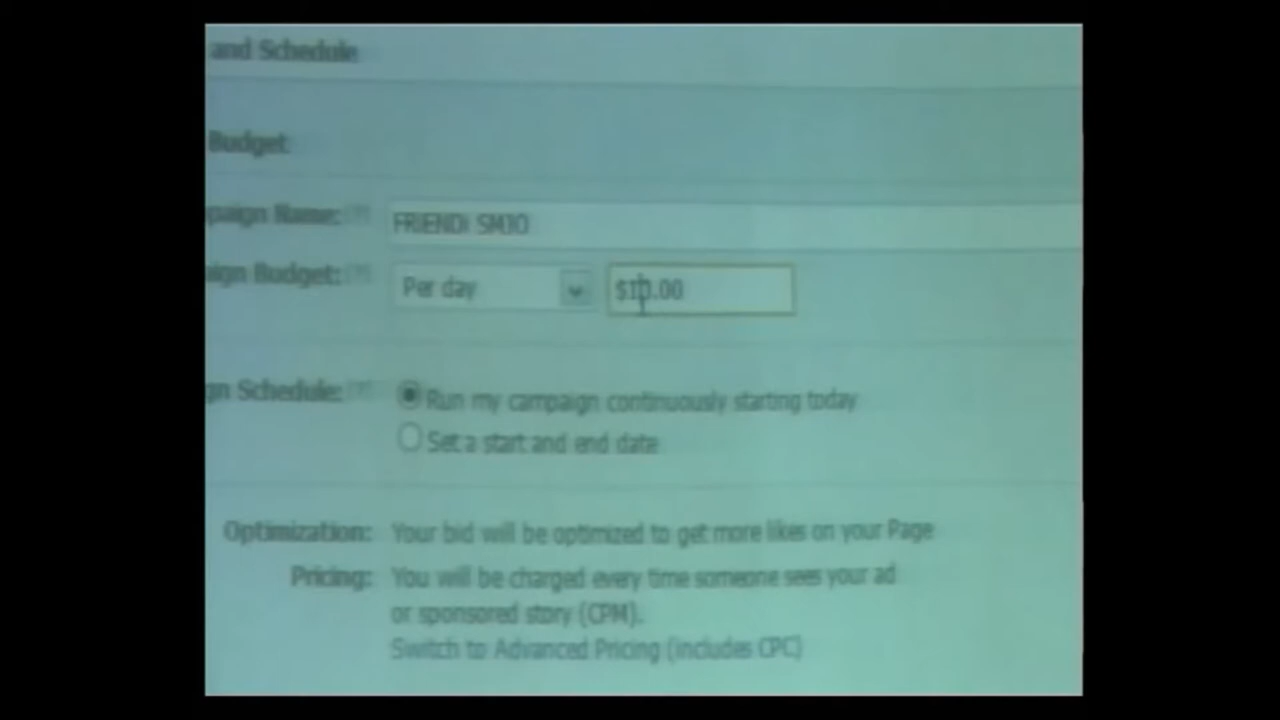 and Schedule
Budget
paign Name: [?] FRIENDi SMIO
aign Budget: [?] Per day $10.00
gn Schedule: [?] Run my campaign continuously starting today
Set a start and end date
Optimization: Your bid will be optimized to get more likes on your Page
Pricing: You will be charged every time someone sees your ad
or sponsored story (CPM).
Switch to Advanced Pricing (includes CPC)